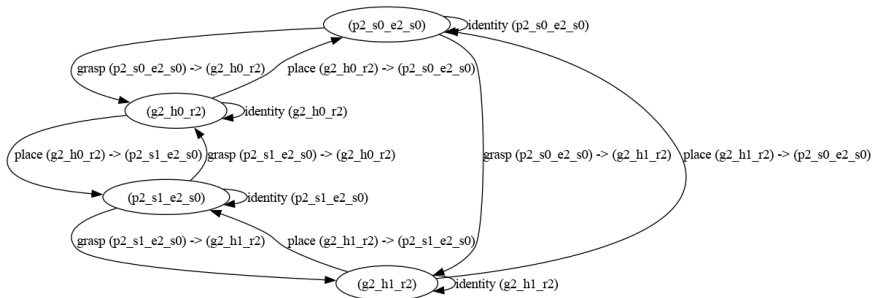 (p2_s0_e2_s0)
identity (p2_s0_e2_s0)
grasp (p2_s0_e2_s0) -> (g2_h0_r2)
place (g2_h0_r2) -> (p2_s0_e2_s0)
(g2_h0_r2)
identity (g2_h0_r2)
place (g2_h0_r2) -> (p2_s1_e2_s0)
grasp (p2_s1_e2_s0) -> (g2_h0_r2)
grasp (p2_s0_e2_s0) -> (g2_h1_r2)
place (g2_h1_r2) -> (p2_s0_e2_s0)
(p2_s1_e2_s0)
identity (p2_s1_e2_s0)
grasp (p2_s1_e2_s0) -> (g2_h1_r2)
place (g2_h1_r2) -> (p2_s1_e2_s0)
(g2_h1_r2)
identity (g2_h1_r2)